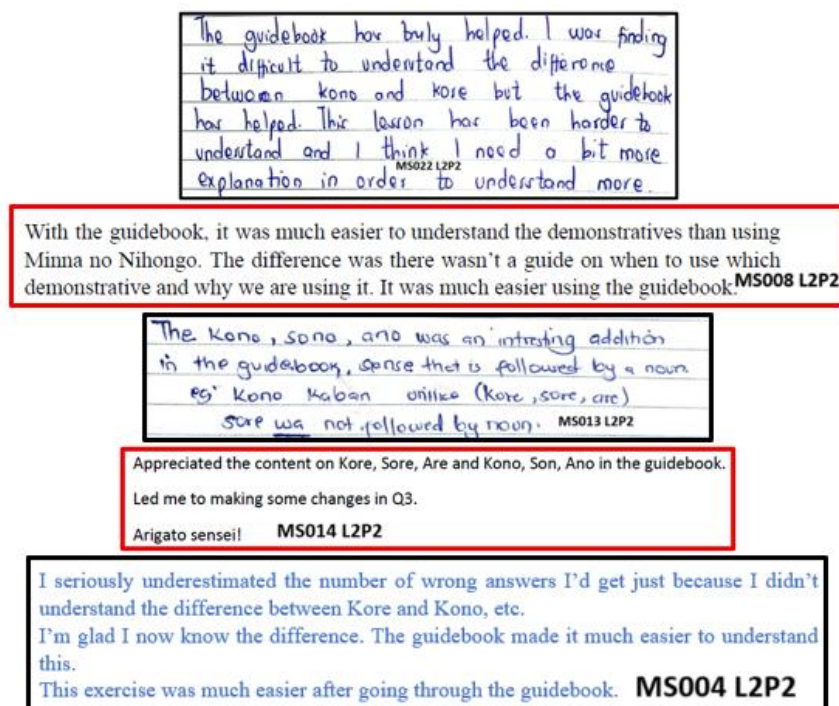 The guidebook has truly helped. I was finding
it difficult to understand the difference
between kono and kore but the guidebook
has helped. This lesson has been harder to
understand and I think I need a bit more
MS022 L2P2
explanation in order to understand more.
With the guidebook, it was much easier to understand the demonstratives than using
Minna no Nihongo. The difference was there wasn't a guide on when to use which
demonstrative and why we are using it. It was much easier using the guidebook. MS008 L2P2
The Kono, sono, ano was an intresting addition
in the guidebook, sense that is followed by a noun
eg: Kono Kaban unlike (Kore, sore, are)
sore wa not followed by noun. MS013 L2P2
Appreciated the content on Kore, Sore, Are and Kono, Son, Ano in the guidebook.
Led me to making some changes in Q3.
Arigato sensei! MS014 L2P2
I seriously underestimated the number of wrong answers I'd get just because I didn't
understand the difference between Kore and Kono, etc.
I'm glad I now know the difference. The guidebook made it much easier to understand
this.
This exercise was much easier after going through the guidebook. MS004 L2P2